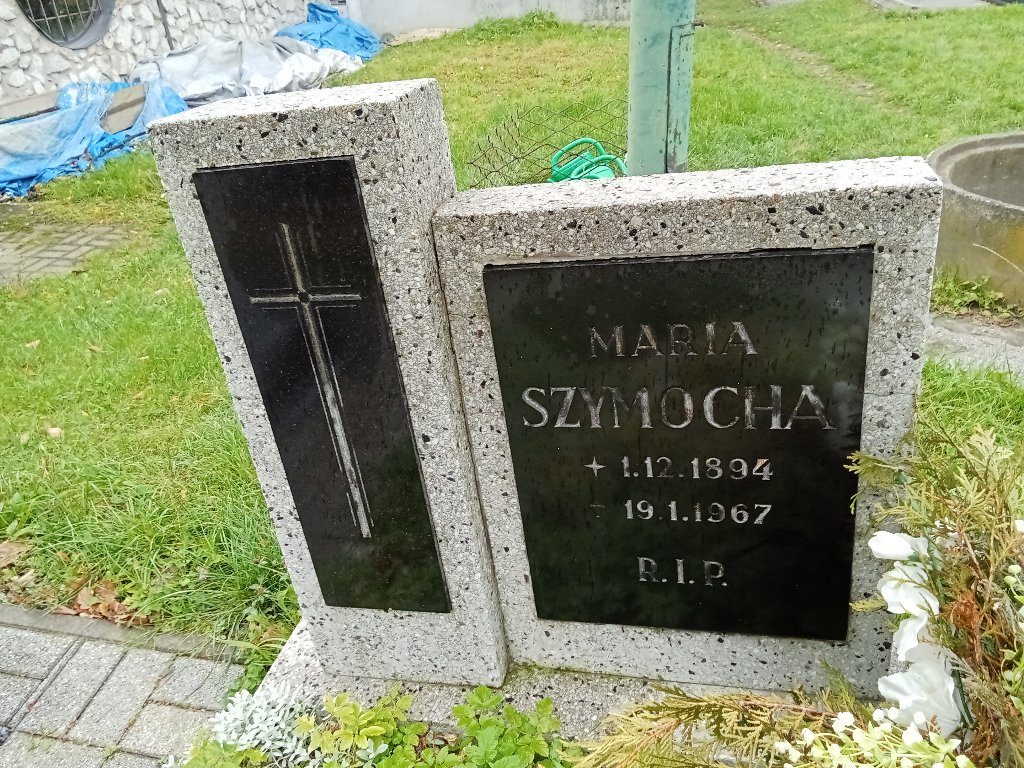 MARIA
SZYMOCHA
+ 1.12.1894
† 19.1.1967
R.I.P.